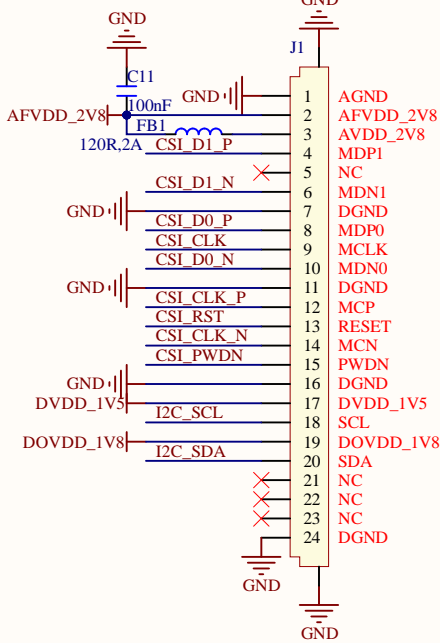 GND
GND
J1
C11
100nF
GND
1 AGND
AFVDD_2V8
2 AFVDD_2V8
FB1
120R,2A
3 AVDD_2V8
CSI_D1_P
4 MDP1
5 NC
CSI_D1_N
6 MDN1
GND
7 DGND
CSI_D0_P
8 MDP0
CSI_CLK
9 MCLK
CSI_D0_N
10 MDN0
GND
11 DGND
CSI_CLK_P
12 MCP
CSI_RST
13 RESET
CSI_CLK_N
14 MCN
CSI_PWDN
15 PWDN
GND
16 DGND
DVDD_1V5
17 DVDD_1V5
I2C_SCL
18 SCL
DOVDD_1V8
19 DOVDD_1V8
I2C_SDA
20 SDA
21 NC
22 NC
23 NC
24 DGND
GND
GND